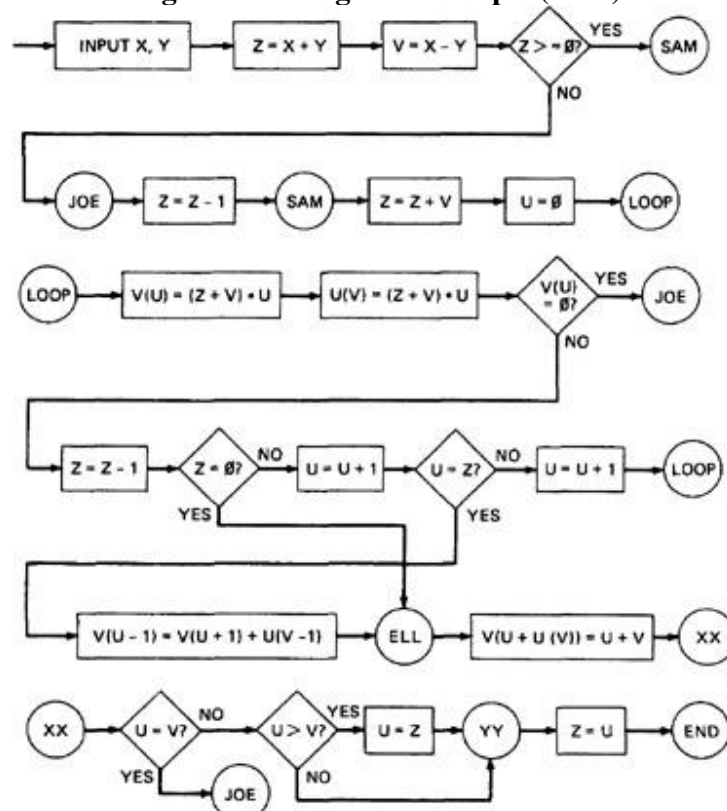 INPUT X, Y
Z = X + Y
V = X – Y
Z > = Ø?
YES
SAM
NO
JOE
Z = Z – 1
SAM
Z = Z + V
U = Ø
LOOP
LOOP
V(U) = (Z + V) • U
U(V) = (Z + V) • U
V(U)
= Ø?
YES
JOE
NO
Z = Z – 1
Z = Ø?
NO
U = U + 1
U = Z?
NO
U = U + 1
LOOP
YES
YES
V(U – 1) = V(U + 1) + U(V – 1)
ELL
V(U + U (V)) = U + V
XX
XX
U = V?
NO
U > V?
YES
U = Z
YY
Z = U
END
YES
NO
JOE